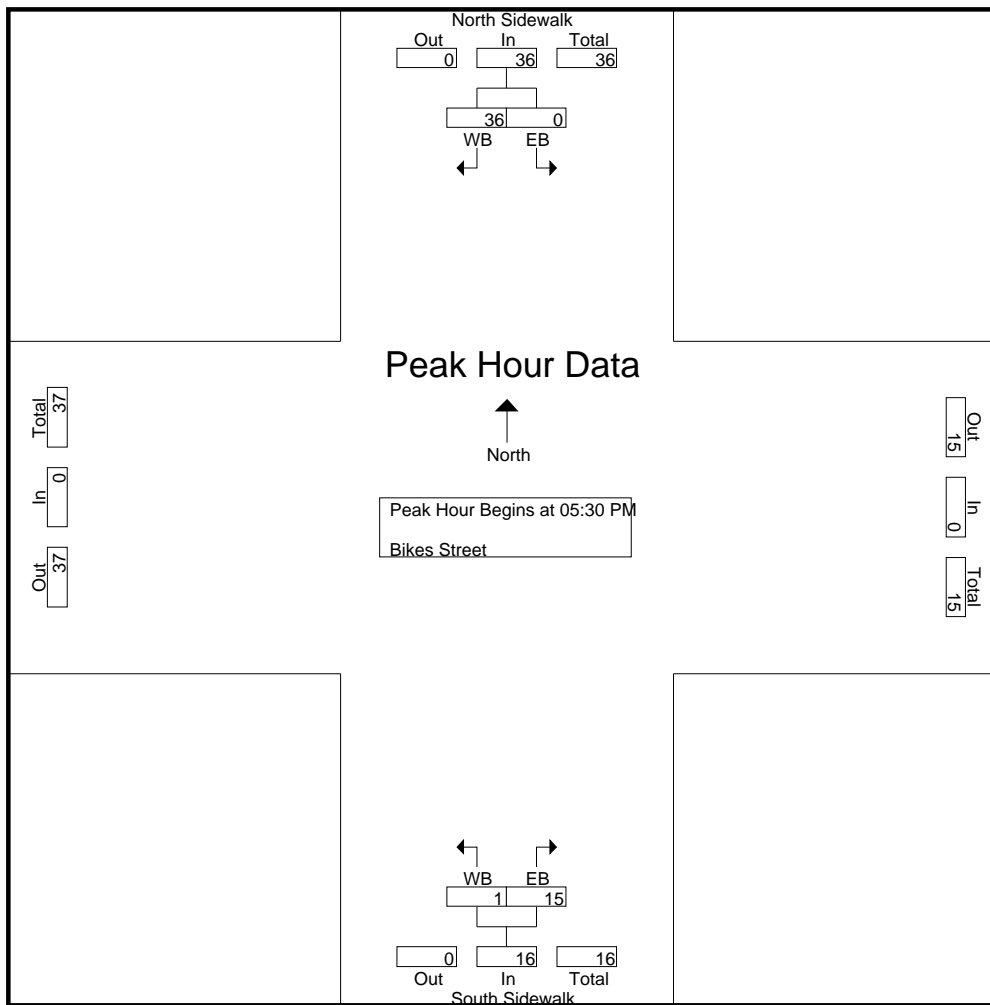 North Sidewalk
Out In Total
0 36 36
36 0
WB EB
Peak Hour Data
North
Peak Hour Begins at 05:30 PM
Bikes Street
Total 37
In 0
Out 37
Out 15
In 0
Total 15
WB EB
1 15
0 16 16
Out In Total
South Sidewalk